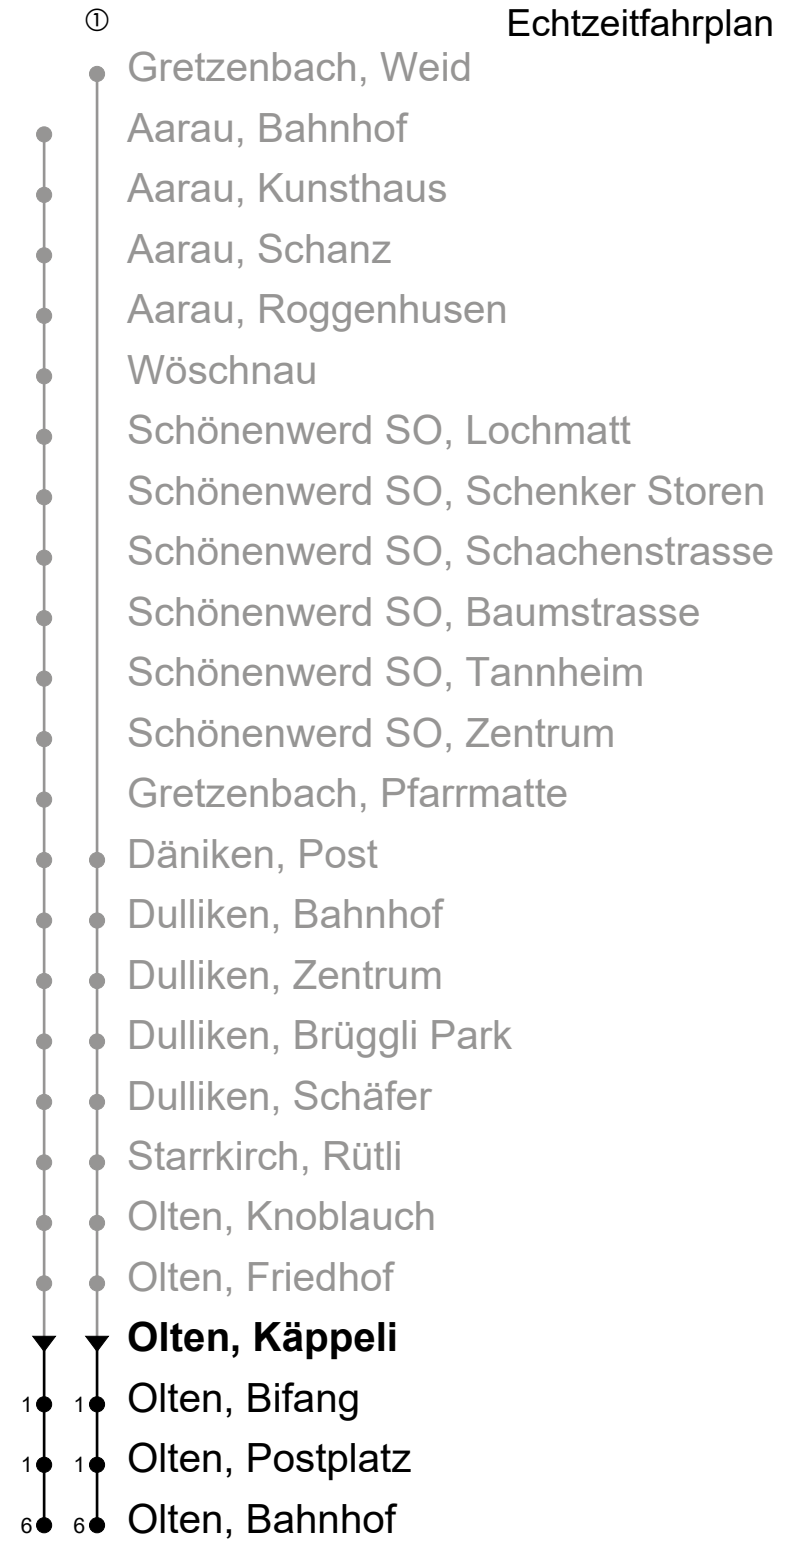 ① Echtzeitfahrplan
Gretzenbach, Weid
Aarau, Bahnhof
Aarau, Kunsthaus
Aarau, Schanz
Aarau, Roggenhusen
Wöschnau
Schönenwerd SO, Lochmatt
Schönenwerd SO, Schenker Storen
Schönenwerd SO, Schachenstrasse
Schönenwerd SO, Baumstrasse
Schönenwerd SO, Tannheim
Schönenwerd SO, Zentrum
Gretzenbach, Pfarrmatte
Däniken, Post
Dulliken, Bahnhof
Dulliken, Zentrum
Dulliken, Brüggli Park
Dulliken, Schäfer
Starrkirch, Rütli
Olten, Knoblauch
Olten, Friedhof
Olten, Käppeli
1 1 Olten, Bifang
1 1 Olten, Postplatz
6 6 Olten, Bahnhof